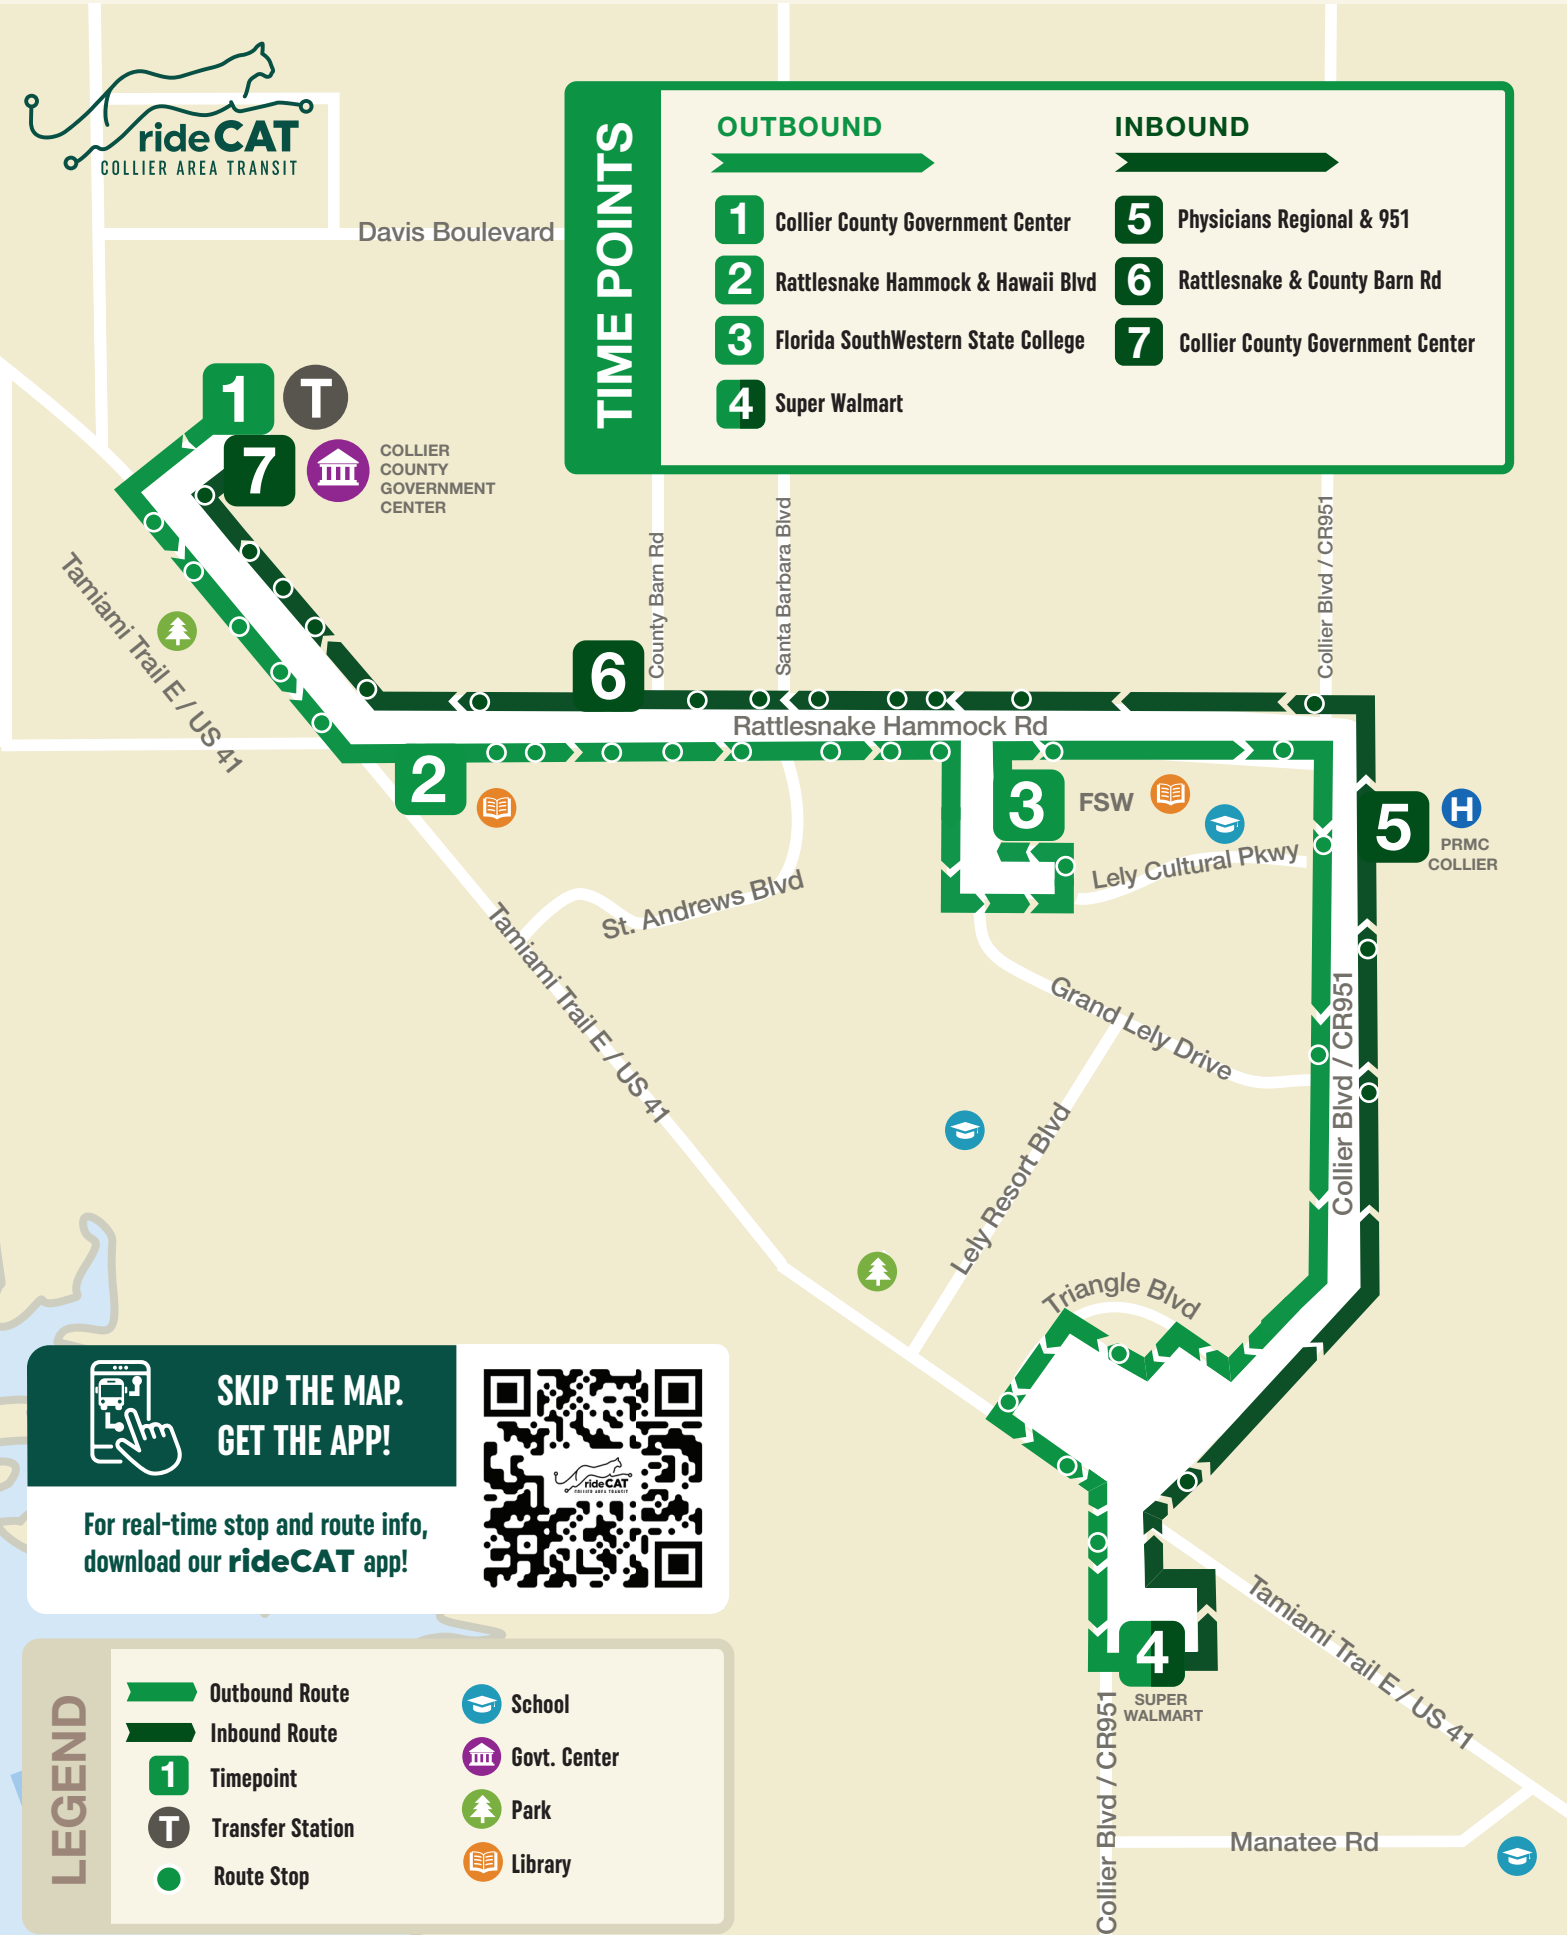 rideCAT
COLLIER AREA TRANSIT
TIME POINTS
OUTBOUND
1 Collier County Government Center
2 Rattlesnake Hammock & Hawaii Blvd
3 Florida SouthWestern State College
4 Super Walmart
INBOUND
5 Physicians Regional & 951
6 Rattlesnake & County Barn Rd
7 Collier County Government Center
Davis Boulevard
1 T
7
COLLIER
COUNTY
GOVERNMENT
CENTER
Tamiami Trail E / US 41
County Barn Rd
Santa Barbara Blvd
Collier Blvd / CR951
6
Rattlesnake Hammock Rd
2
3
FSW
5
H
PRMC
COLLIER
Lely Cultural Pkwy
St. Andrews Blvd
Tamiami Trail E / US 41
Grand Lely Drive
Collier Blvd / CR951
Lely Resort Blvd
Triangle Blvd
SKIP THE MAP.
GET THE APP!
For real-time stop and route info,
download our rideCAT app!
rideCAT
COLLIER AREA TRANSIT
4
SUPER
WALMART
Tamiami Trail E / US 41
Collier Blvd / CR951
Manatee Rd
LEGEND
Outbound Route
Inbound Route
1 Timepoint
T Transfer Station
Route Stop
School
Govt. Center
Park
Library